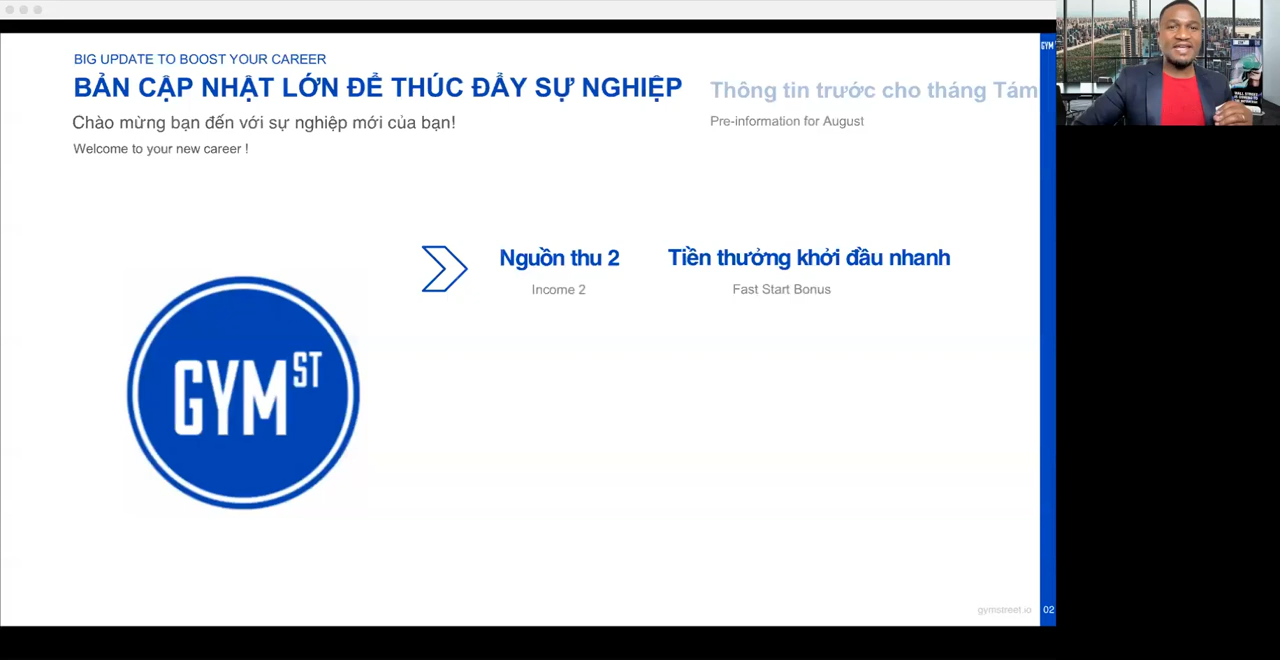 BIG UPDATE TO BOOST YOUR CAREER
BẢN CẬP NHẬT LỚN ĐỂ THÚC ĐẨY SỰ NGHIỆP
Chào mừng bạn đến với sự nghiệp mới của bạn!
Welcome to your new career !
Thông tin trước cho tháng Tám
Pre-information for August
GYM
Nguồn thu 2
Income 2
Tiền thưởng khởi đầu nhanh
Fast Start Bonus
GYM ST
gymstreet.io
02